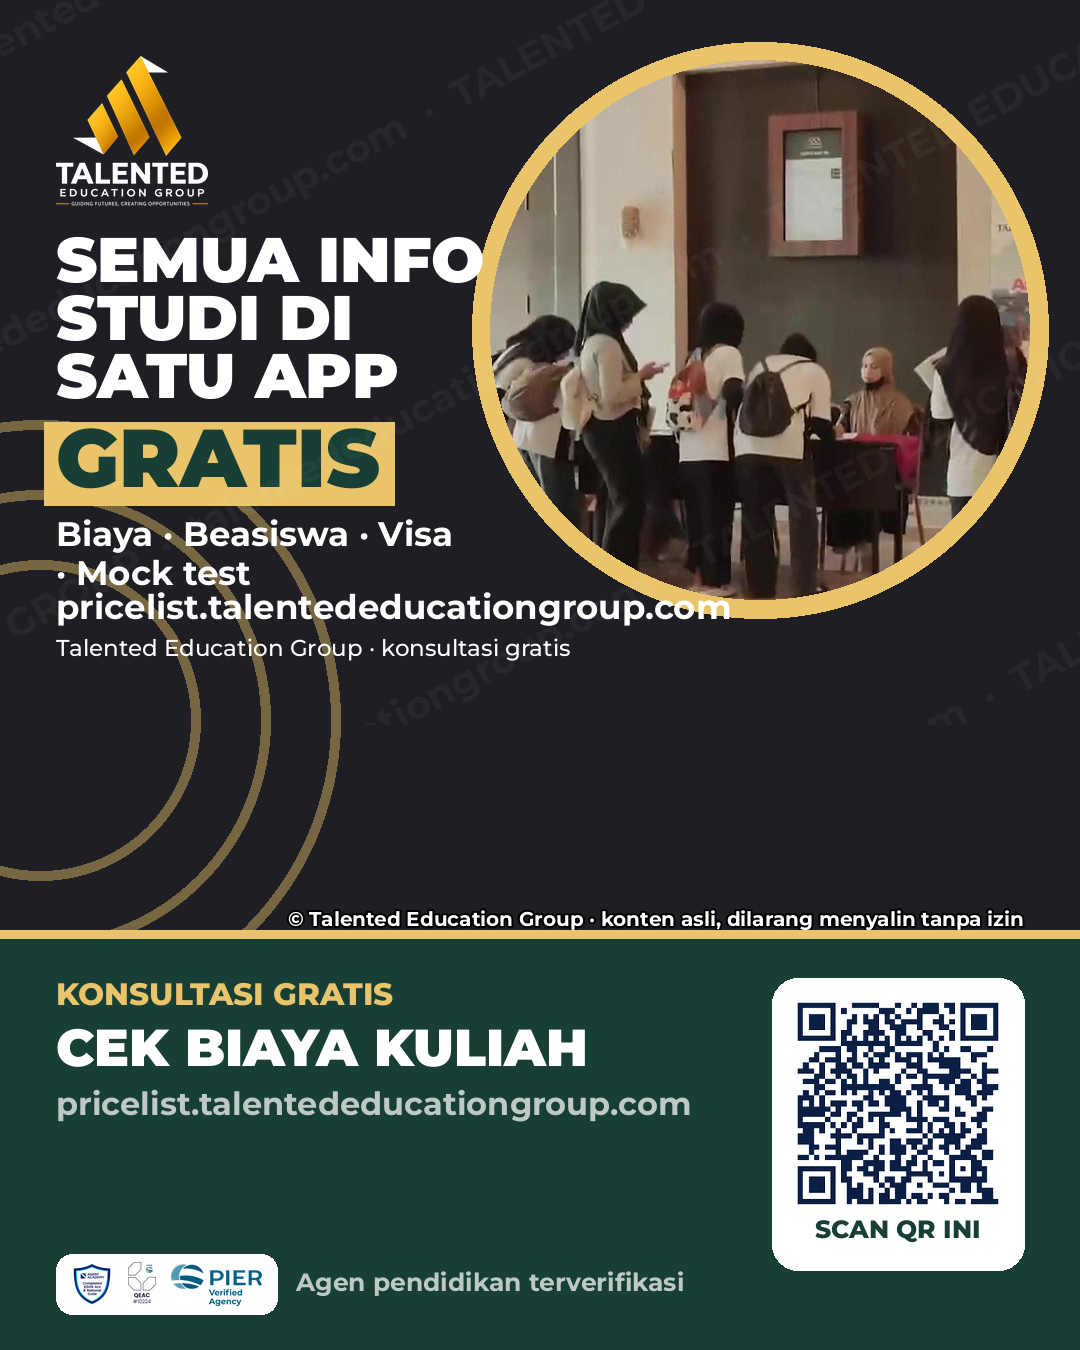 TALENTED
EDUCATION GROUP
GUIDING FUTURES, CREATING OPPORTUNITIES
SEMUA INFO
STUDI DI
SATU APP
GRATIS
Biaya · Beasiswa · Visa
· Mock test
pricelist.talentededucationgroup.com
Talented Education Group · konsultasi gratis
© Talented Education Group · konten asli, dilarang menyalin tanpa izin
KONSULTASI GRATIS
CEK BIAYA KULIAH
pricelist.talentededucationgroup.com
SCAN QR INI
QEAC
#10224
PIER
Verified
Agency
Agen pendidikan terverifikasi